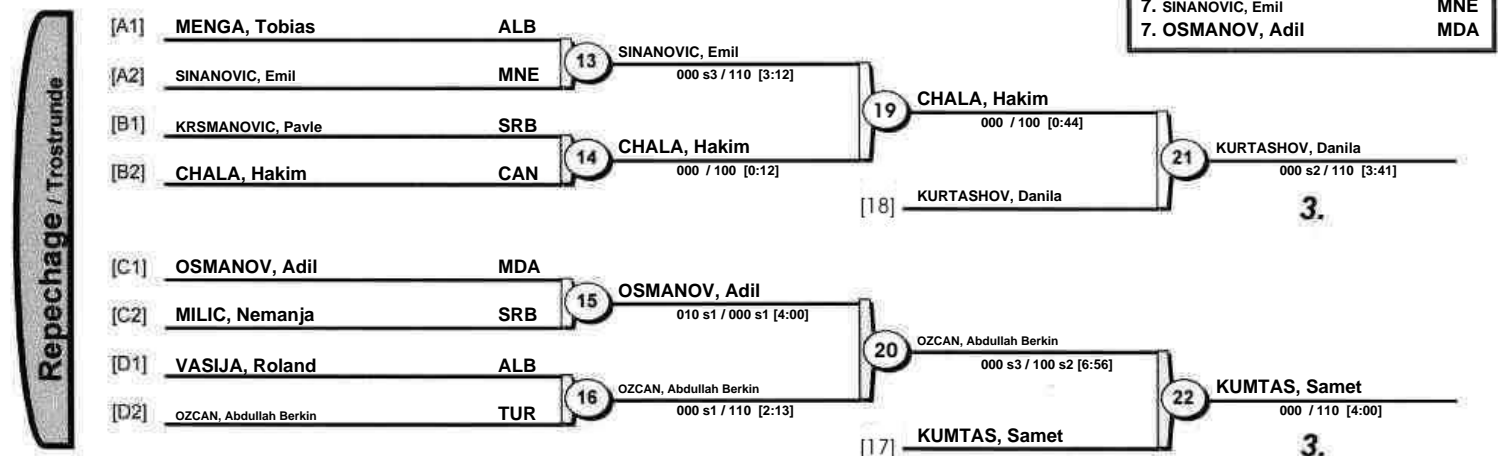 7. SINANOVIC, Emil MNE
7. OSMANOV, Adil MDA
Repechage / Trostrunde
[A1] MENGA, Tobias ALB
[A2] SINANOVIC, Emil MNE
13 SINANOVIC, Emil
000 s3 / 110 [3:12]
[B1] KRSMANOVIC, Pavle SRB
[B2] CHALA, Hakim CAN
14 CHALA, Hakim
000 / 100 [0:12]
19 CHALA, Hakim
000 / 100 [0:44]
[18] KURTASHOV, Danila
21 KURTASHOV, Danila
000 s2 / 110 [3:41]
3.
[C1] OSMANOV, Adil MDA
[C2] MILIC, Nemanja SRB
15 OSMANOV, Adil
010 s1 / 000 s1 [4:00]
[D1] VASIJA, Roland ALB
[D2] OZCAN, Abdullah Berkin TUR
16 OZCAN, Abdullah Berkin
000 s1 / 110 [2:13]
20 OZCAN, Abdullah Berkin
000 s3 / 100 s2 [6:56]
[17] KUMTAS, Samet
22 KUMTAS, Samet
000 / 110 [4:00]
3.